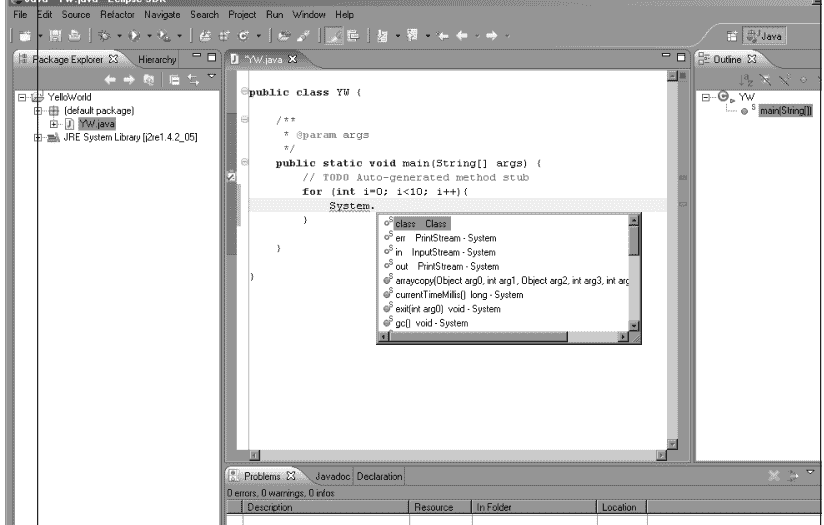 Java - YW.java - Eclipse SDK
File Edit Source Refactor Navigate Search Project Run Window Help
Java
Package Explorer Hierarchy
YelloWorld
(default package)
YW.java
JRE System Library [j2re1.4.2_05]
*YW.java
public class YW {
/**
* @param args
*/
public static void main(String[] args) {
// TODO Auto-generated method stub
for (int i=0; i<10; i++){
System.
}
}
}
class Class
err PrintStream - System
in InputStream - System
out PrintStream - System
arraycopy(Object arg0, int arg1, Object arg2, int arg3, int arg
currentTimeMillis() long - System
exit(int arg0) void - System
gc() void - System
Outline
YW
main(String[])
Problems Javadoc Declaration
0 errors, 0 warnings, 0 infos
Description Resource In Folder Location